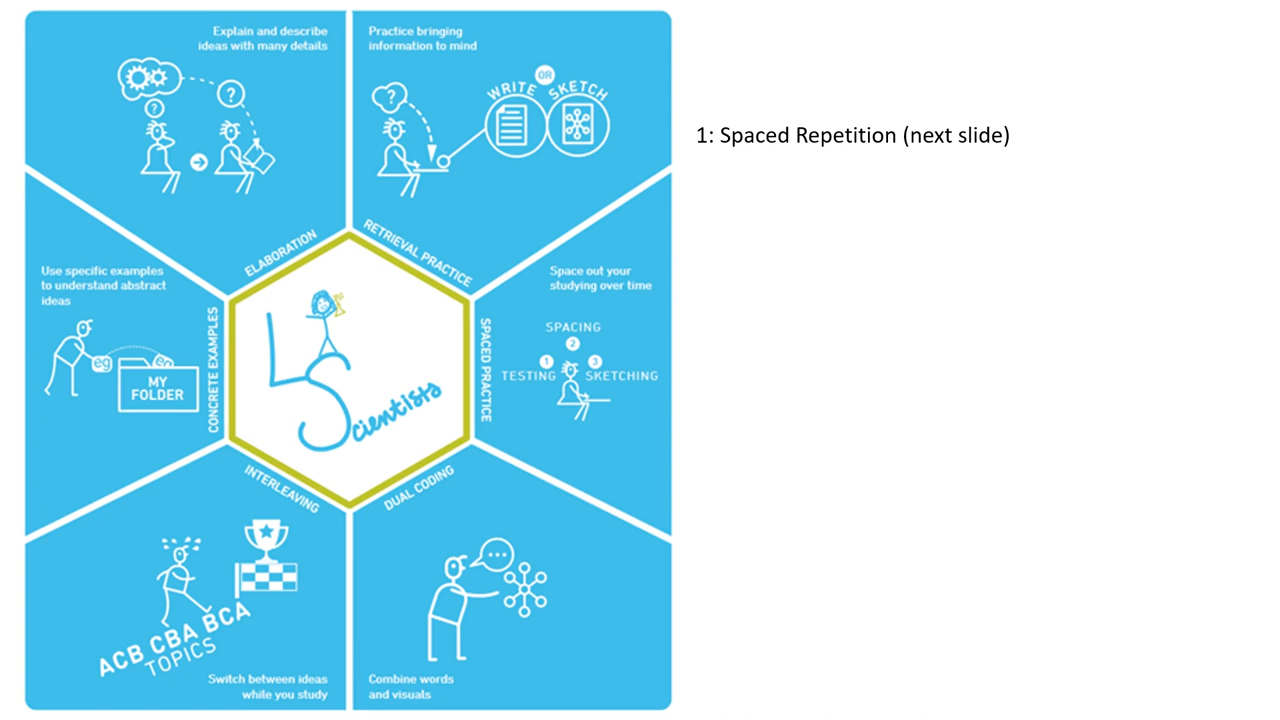 Explain and describe
ideas with many details
?
?
ELABORATION
Practice bringing
information to mind
?
WRITE OR SKETCH
RETRIEVAL PRACTICE
Use specific examples
to understand abstract
ideas
eg
eg
MY
FOLDER
CONCRETE EXAMPLES
L Scientists
Space out your
studying over time
SPACING
2
1
3
TESTING
SKETCHING
SPACED PRACTICE
INTERLEAVING
ACB CBA BCA
TOPICS
Switch between ideas
while you study
DUAL CODING
Combine words
and visuals
1: Spaced Repetition (next slide)